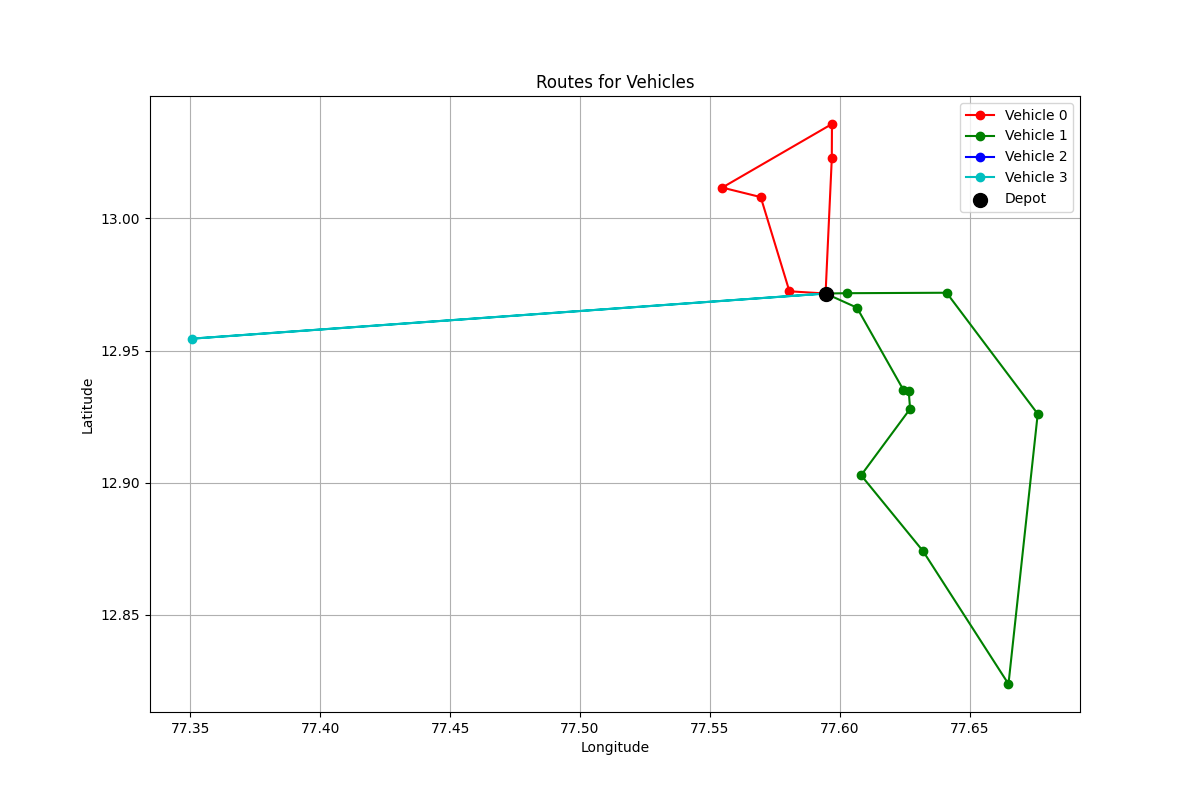 Routes for Vehicles
Vehicle 0
Vehicle 1
Vehicle 2
Vehicle 3
Depot
13.00
12.95
12.90
12.85
Latitude
77.35 77.40 77.45 77.50 77.55 77.60 77.65
Longitude